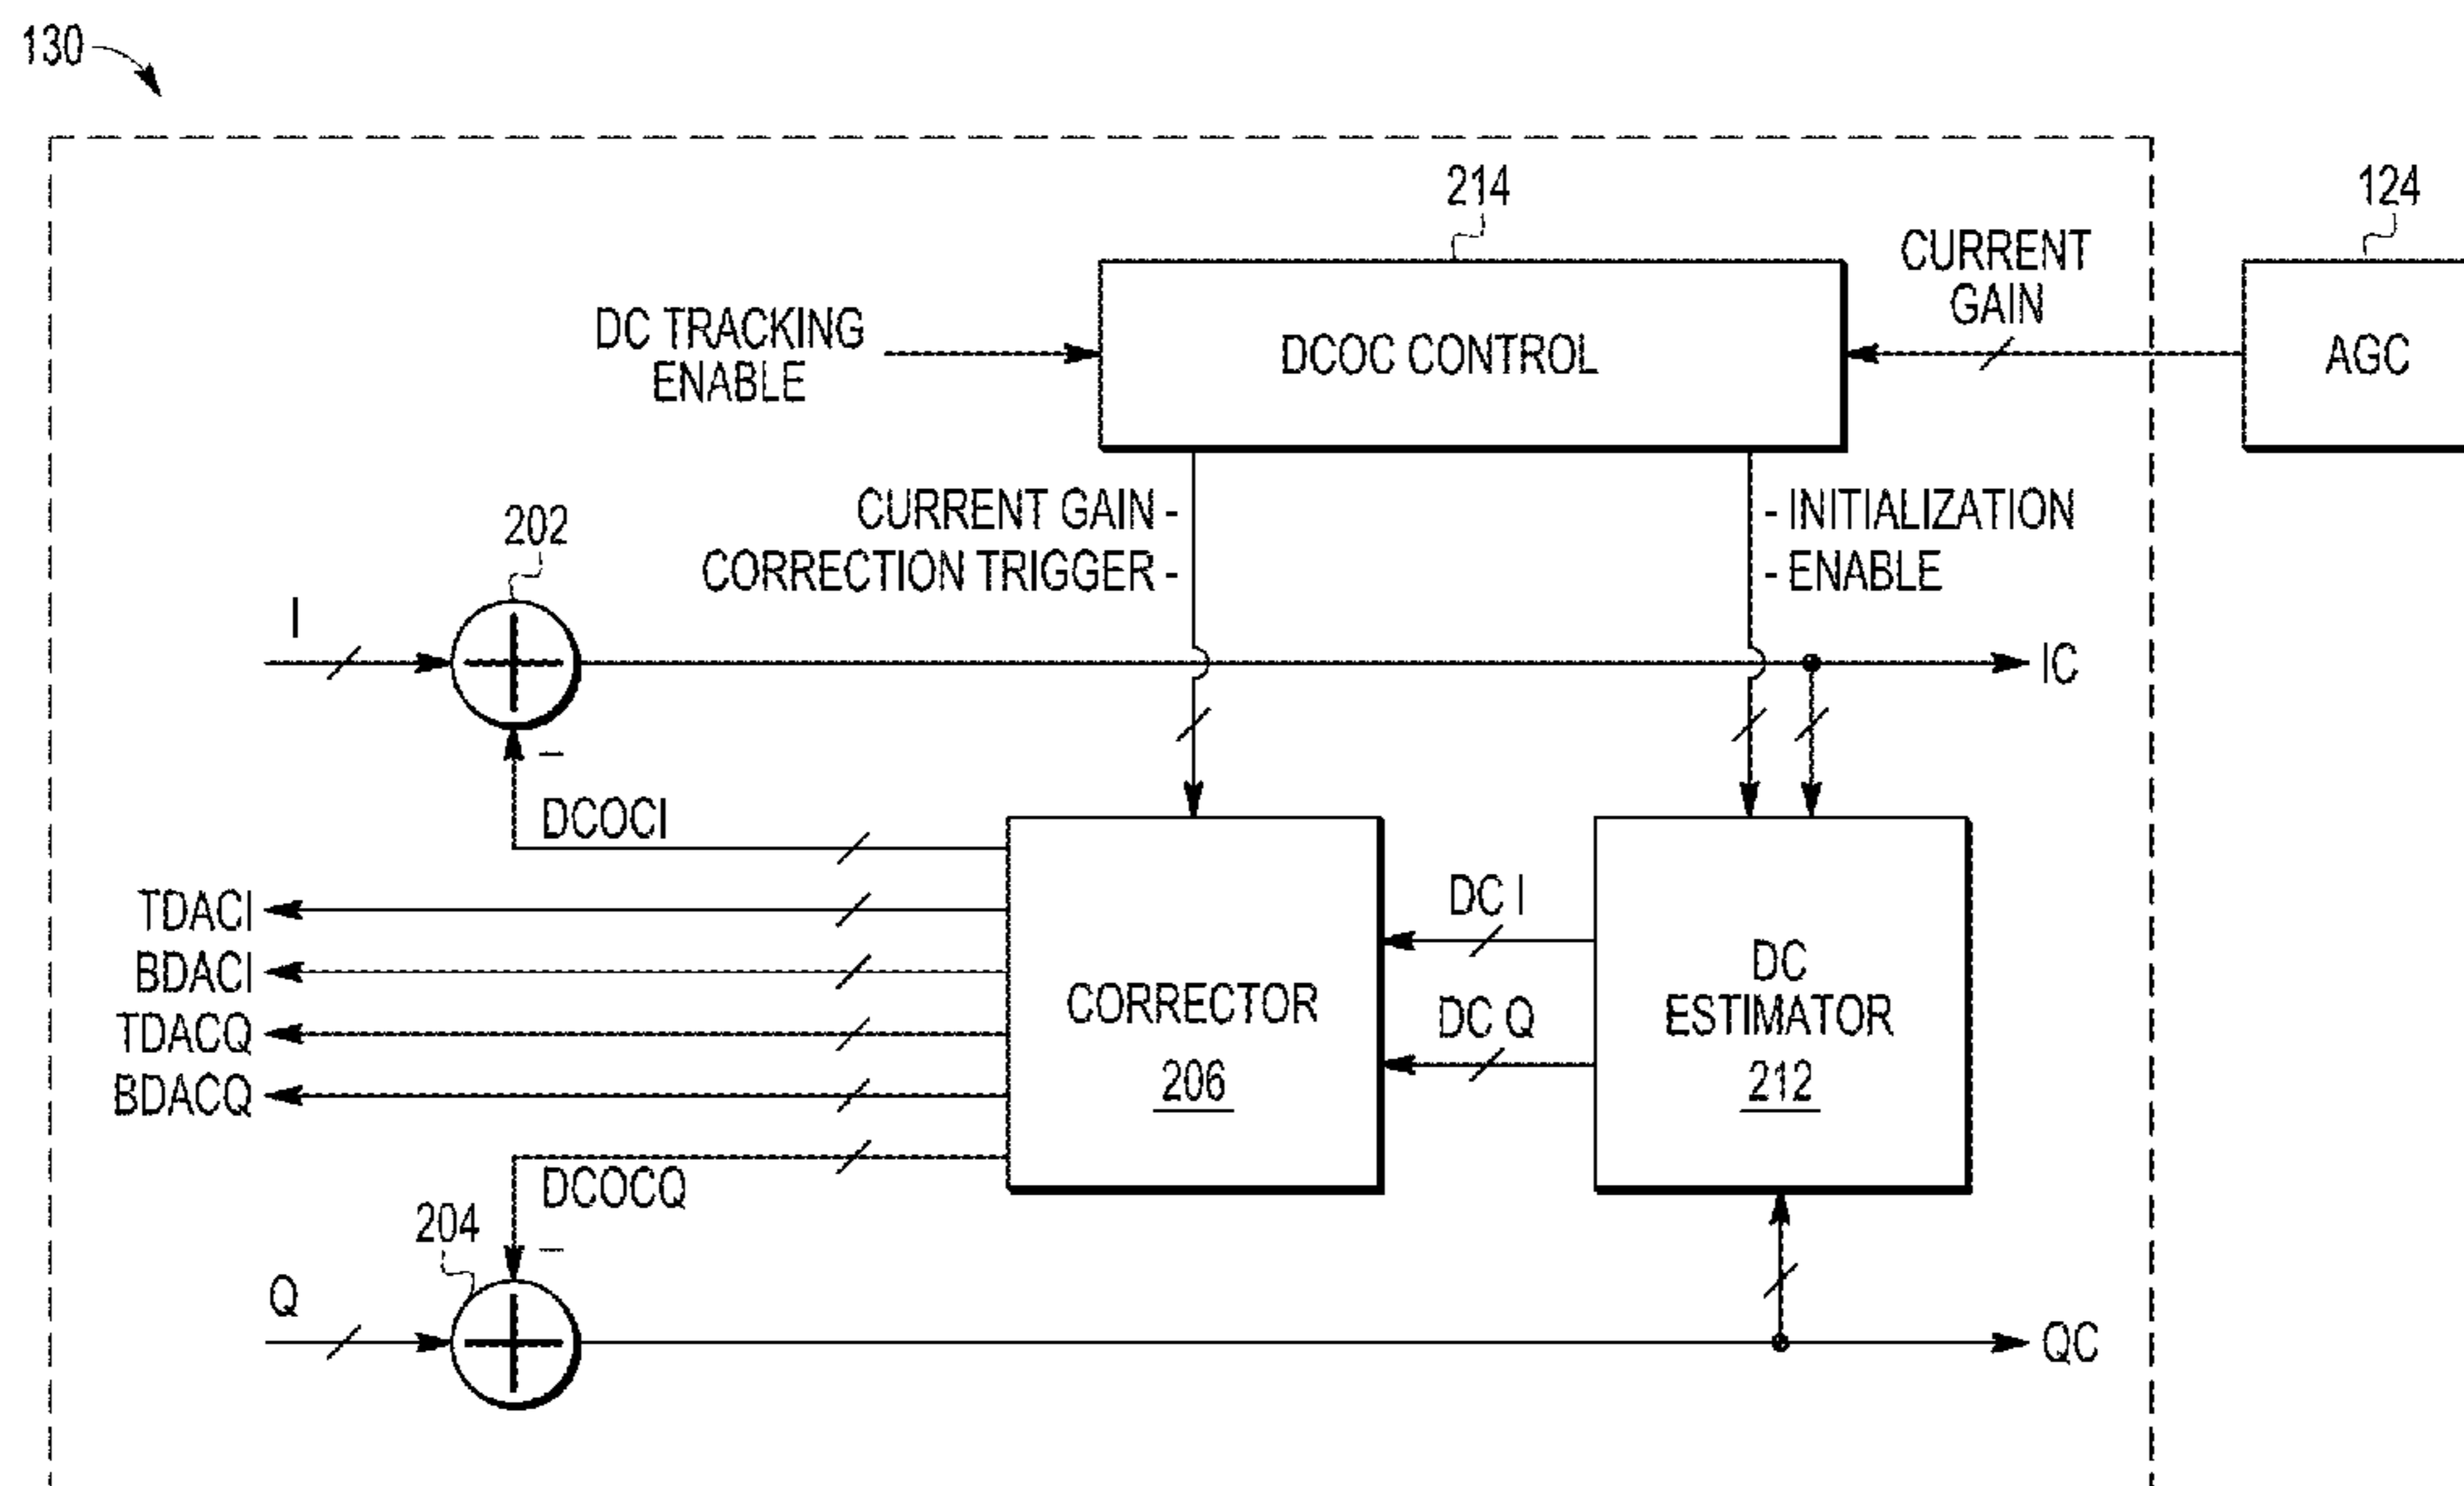 130
214
124
CURRENT
GAIN
DC TRACKING
ENABLE
DCOC CONTROL
AGC
202
CURRENT GAIN -
CORRECTION TRIGGER -
- INITIALIZATION
- ENABLE
I
IC
–
DCOCI
TDACI
BDACI
TDACQ
BDACQ
CORRECTOR
206
DC I
DC Q
DC
ESTIMATOR
212
DCOCQ
204
–
Q
QC